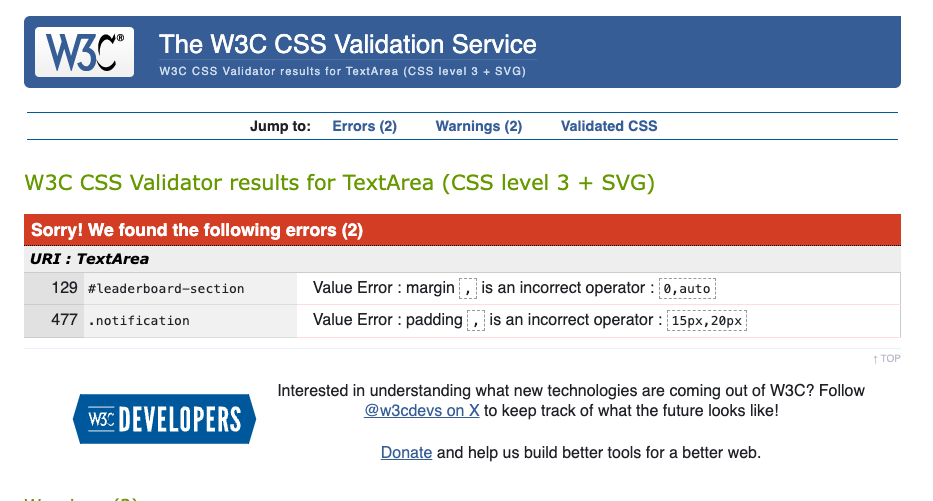 W3C®
The W3C CSS Validation Service
W3C CSS Validator results for TextArea (CSS level 3 + SVG)
Jump to: Errors (2) Warnings (2) Validated CSS
W3C CSS Validator results for TextArea (CSS level 3 + SVG)
Sorry! We found the following errors (2)
URI : TextArea
129 #leaderboard-section Value Error : margin , is an incorrect operator : 0,auto
477 .notification Value Error : padding , is an incorrect operator : 15px,20px
↑ TOP
W3C DEVELOPERS
Interested in understanding what new technologies are coming out of W3C? Follow
@w3cdevs on X to keep track of what the future looks like!
Donate and help us build better tools for a better web.